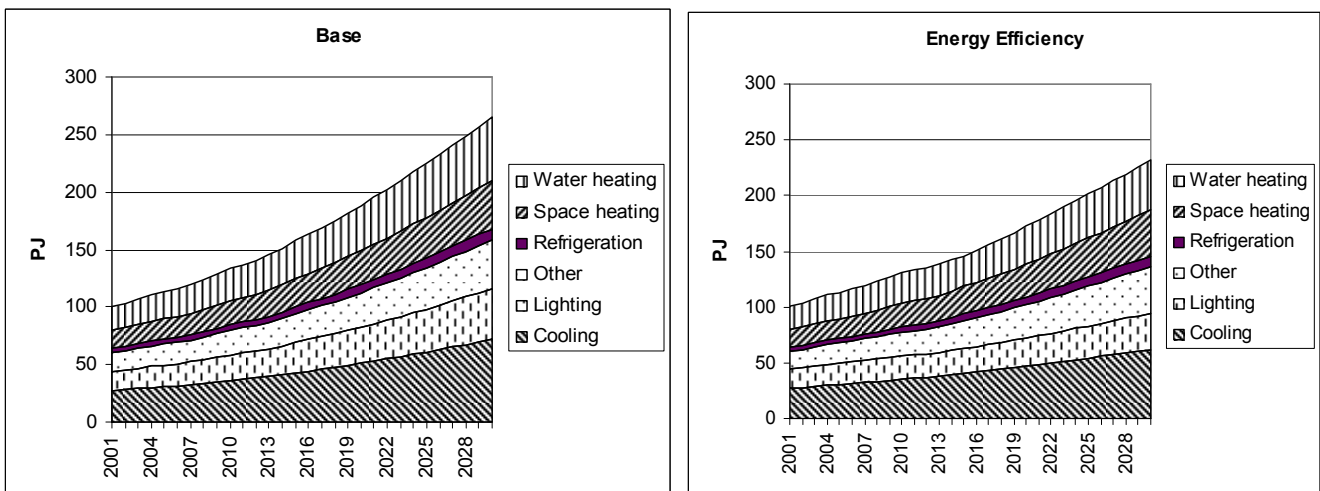 Base
300
250
200
150
100
50
0
PJ
2001
2004
2007
2010
2013
2016
2019
2022
2025
2028
Water heating
Space heating
Refrigeration
Other
Lighting
Cooling
Energy Efficiency
300
250
200
150
100
50
0
PJ
2001
2004
2007
2010
2013
2016
2019
2022
2025
2028
Water heating
Space heating
Refrigeration
Other
Lighting
Cooling